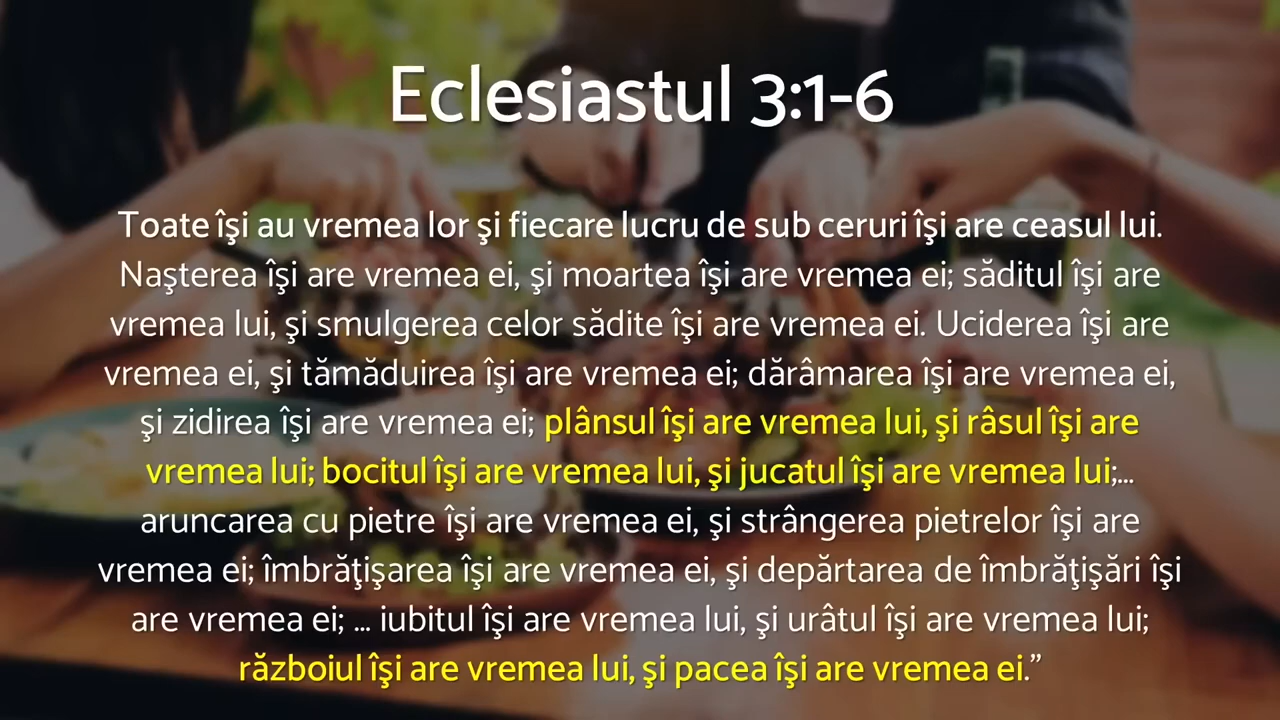 Eclesiastul 3:1-6
Toate îşi au vremea lor şi fiecare lucru de sub ceruri îşi are ceasul lui.
Naşterea îşi are vremea ei, şi moartea îşi are vremea ei; săditul îşi are
vremea lui, şi smulgerea celor sădite îşi are vremea ei. Uciderea îşi are
vremea ei, şi tămăduirea îşi are vremea ei; dărâmarea îşi are vremea ei,
şi zidirea îşi are vremea ei; plânsul îşi are vremea lui, şi râsul îşi are
vremea lui; bocitul îşi are vremea lui, şi jucatul îşi are vremea lui;...
aruncarea cu pietre îşi are vremea ei, şi strângerea pietrelor îşi are
vremea ei; îmbrăţişarea îşi are vremea ei, şi depărtarea de îmbrăţişări îşi
are vremea ei; ... iubitul îşi are vremea lui, şi urâtul îşi are vremea lui;
războiul îşi are vremea lui, şi pacea îşi are vremea ei.”